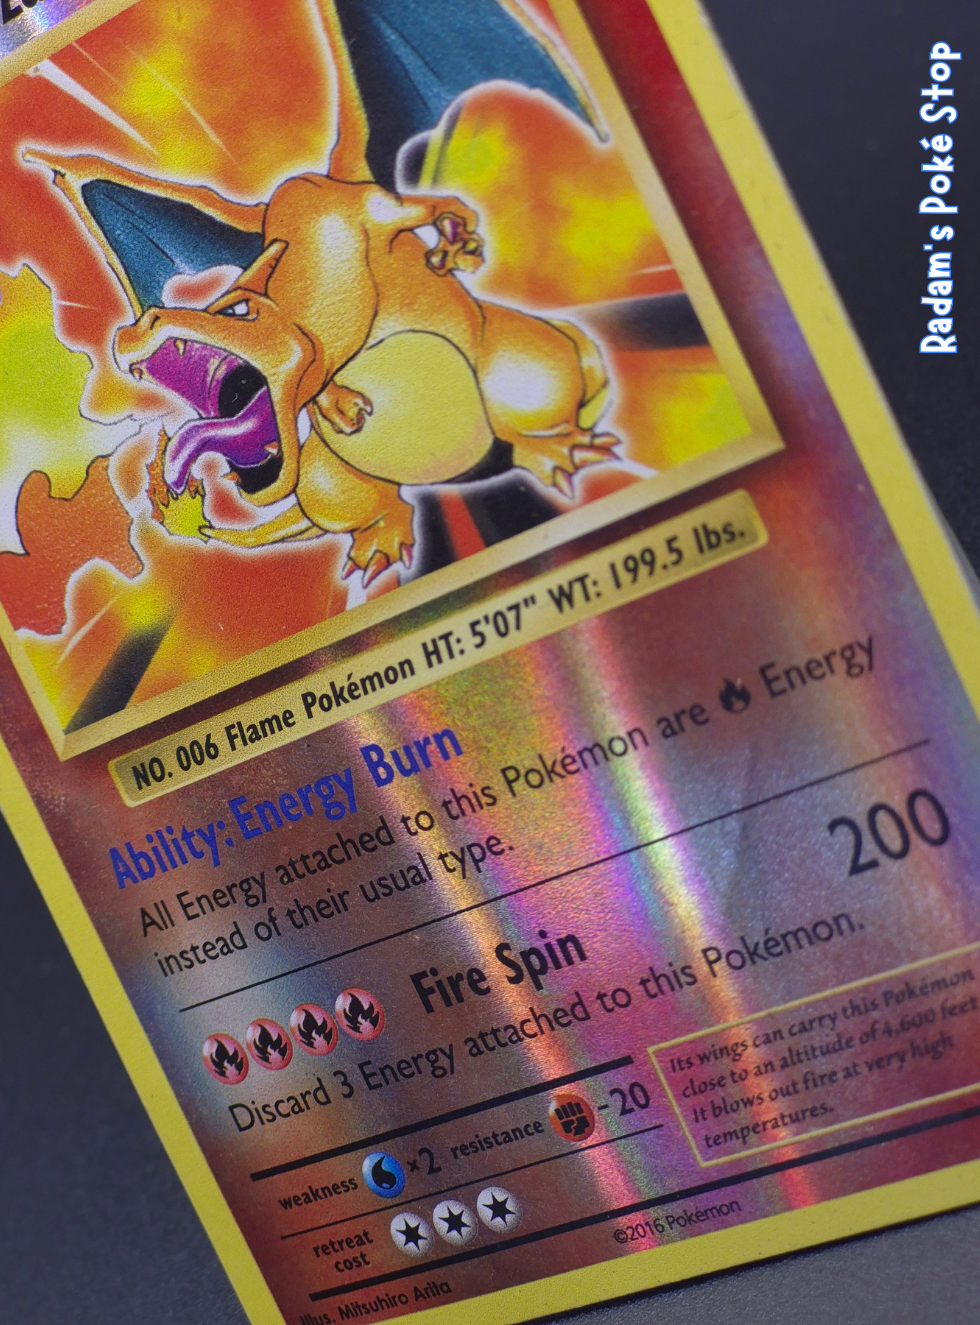 Radam's Poké Stop
NO. 006 Flame Pokémon HT: 5'07" WT: 199.5 lbs.
Ability: Energy Burn
All Energy attached to this Pokémon are Energy
instead of their usual type.
Fire Spin
200
Discard 3 Energy attached to this Pokémon.
weakness ×2 resistance -20
retreat
cost
Its wings can carry this Pokémon
close to an altitude of 4,600 feet.
It blows out fire at very high
temperatures.
Illus. Mitsuhiro Arita
©2016 Pokémon